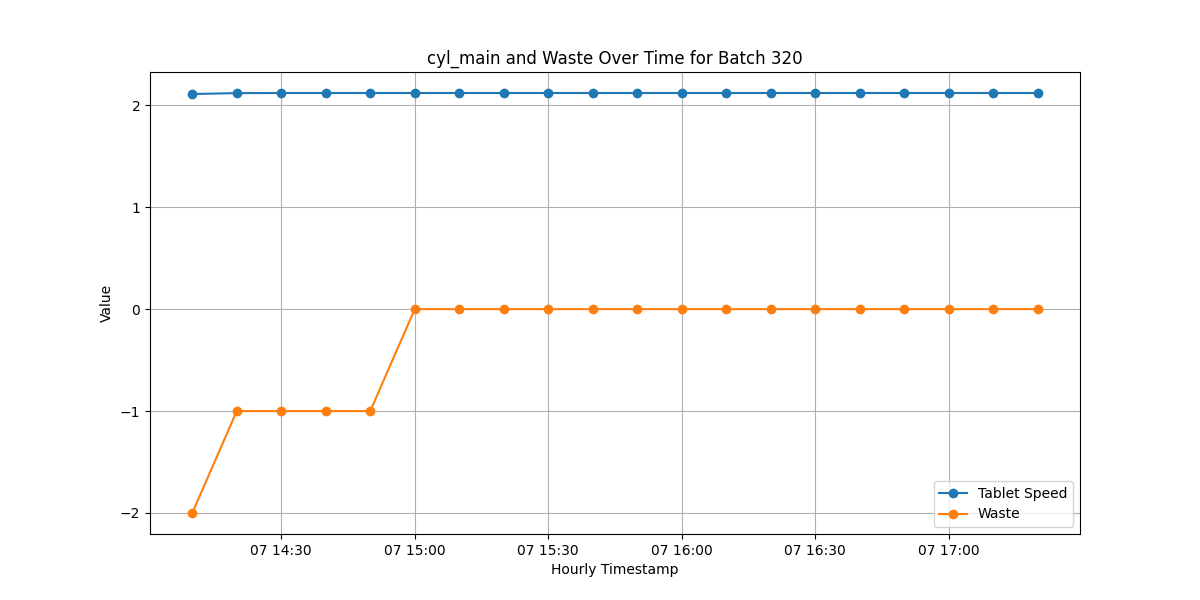 cyl_main and Waste Over Time for Batch 320
Value
2
1
0
−1
−2
Tablet Speed
Waste
07 14:30
07 15:00
07 15:30
07 16:00
07 16:30
07 17:00
Hourly Timestamp